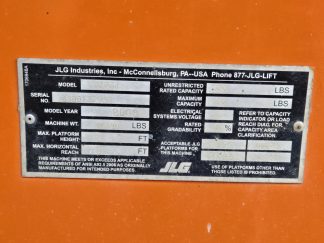 JLG Industries, Inc - McConnellsburg, PA--USA Phone 877-JLG-LIFT
MODEL
SERIAL NO.
MODEL YEAR
MACHINE WT. LBS
MAX. PLATFORM HEIGHT FT
MAX. HORIZONTAL REACH FT
THIS MACHINE MEETS OR EXCEEDS APPLICABLE
REQUIREMENTS OF ANSI A92.5 2006 AS ORIGINALLY
MANUFACTURED FOR INTENDED PURPOSES.
UNRESTRICTED RATED CAPACITY LBS
MAXIMUM CAPACITY LBS
ELECTRICAL SYSTEMS VOLTAGE
RATED GRADABILITY %
REFER TO CAPACITY
INDICATOR OR LOAD
REACH DIAG. FOR
CAPACITY AREA
CLARIFICATION.
ACCEPTABLE JLG
PLATFORMS FOR
THIS MACHINE
JLG
USE OF PLATFORMS OTHER THAN
THOSE LISTED IS PROHIBITED.